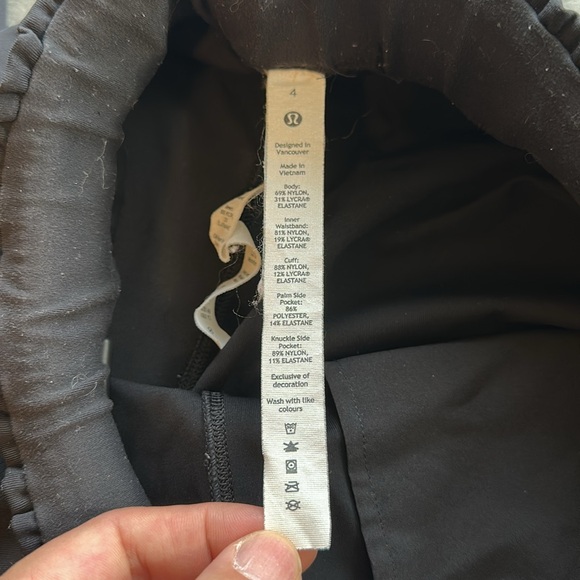 4
Designed in
Vancouver
Made in
Vietnam
Body:
69% NYLON,
31% LYCRA®
ELASTANE
Inner
Waistband:
81% NYLON,
19% LYCRA®
ELASTANE
Cuff:
88% NYLON,
12% LYCRA®
ELASTANE
Palm Side
Pocket:
86%
POLYESTER,
14% ELASTANE
Knuckle Side
Pocket:
89% NYLON,
11% ELASTANE
Exclusive of
decoration
Wash with like
colours